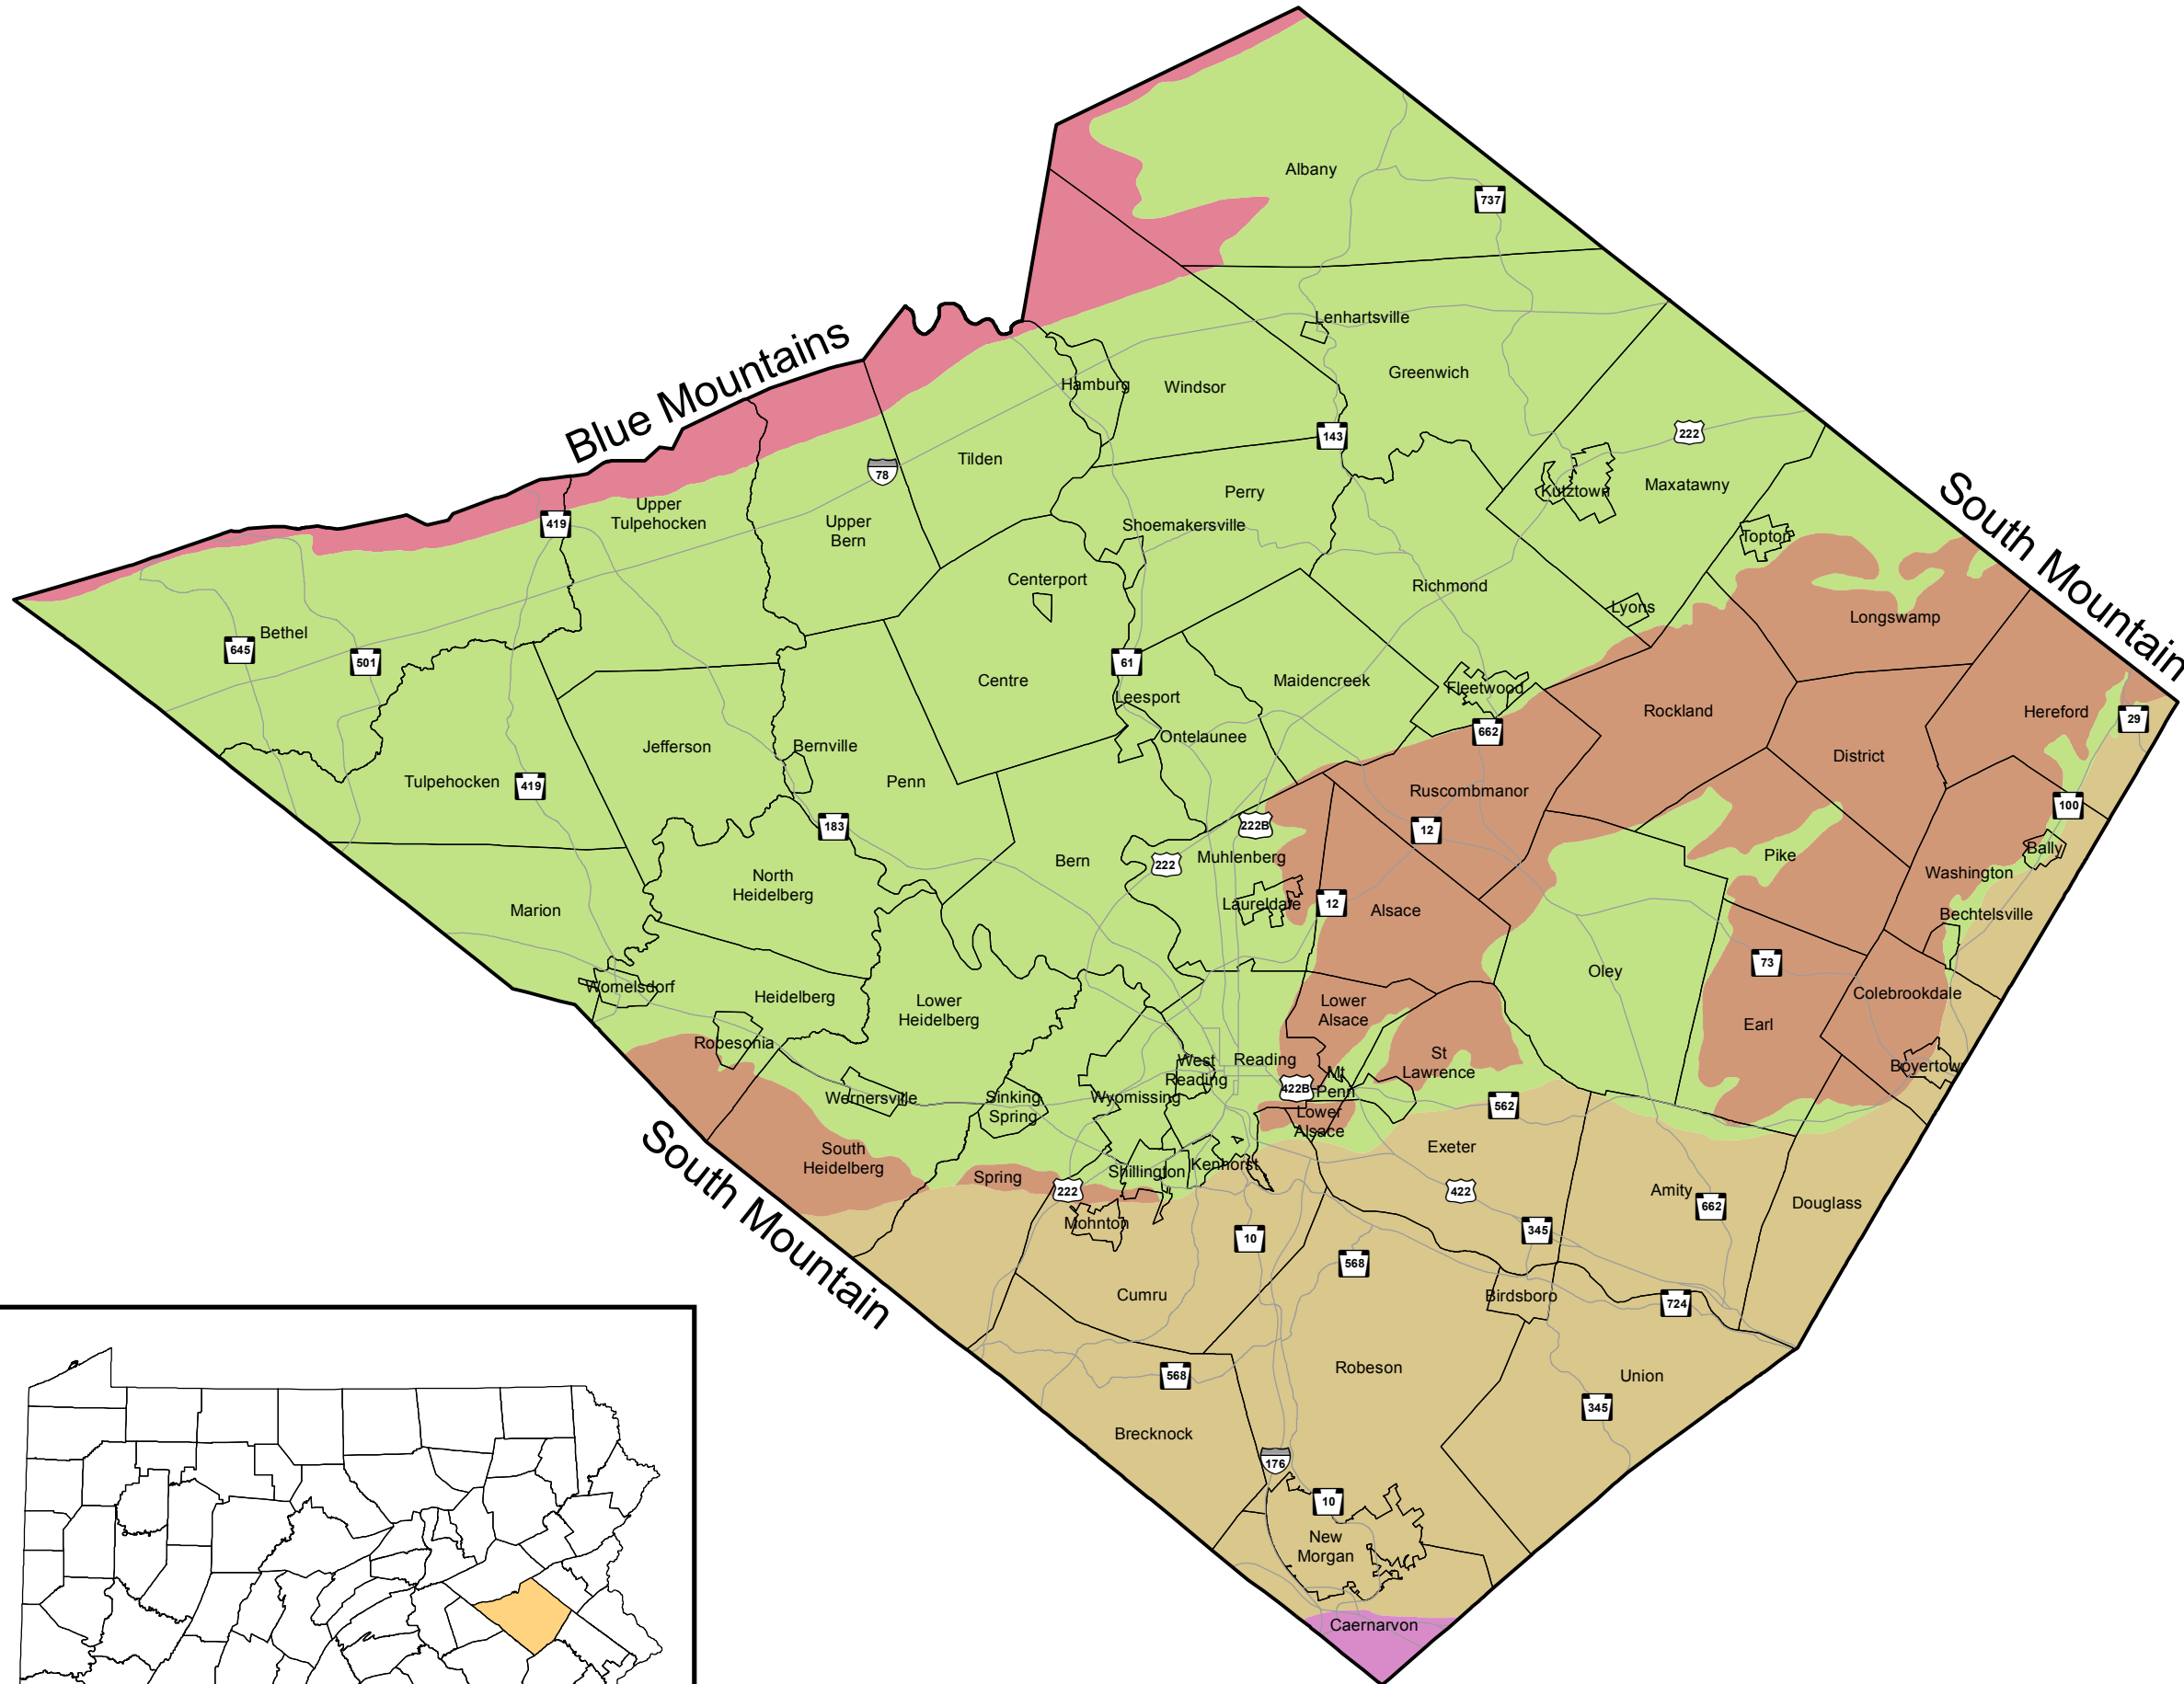 Albany
737
Lenhartsville
Blue Mountains
Hamburg
Windsor
Greenwich
143
222
78
Tilden
Kutztown
Maxatawny
South Mountain
Upper
Tulpehocken
419
Upper
Bern
Perry
Shoemakersville
Topton
Centerport
Richmond
Lyons
Longswamp
Bethel
645
501
Centre
61
Leesport
Maidencreek
Fleetwood
662
Rockland
Hereford
29
Jefferson
Bernville
Ontelaunee
District
Tulpehocken
419
Penn
Ruscombmanor
12
100
183
222B
Muhlenberg
222
Bern
Pike
Bally
Washington
North
Heidelberg
Laureldale
12
Alsace
Marion
Bechtelsville
73
Oley
Womelsdorf
Heidelberg
Lower
Heidelberg
Lower
Alsace
Colebrookdale
Earl
Robesonia
West
Reading
Reading
St
Lawrence
Mt
Penn
422B
Boyertow
Wernersville
Sinking
Spring
Wyomissing
Lower
Alsace
562
South
Heidelberg
Spring
Shillington
Kenhorst
Exeter
222
422
Amity
662
Douglass
South Mountain
Mohnton
10
345
568
Cumru
Birdsboro
724
568
Robeson
Union
345
Brecknock
176
10
New
Morgan
Caernarvon